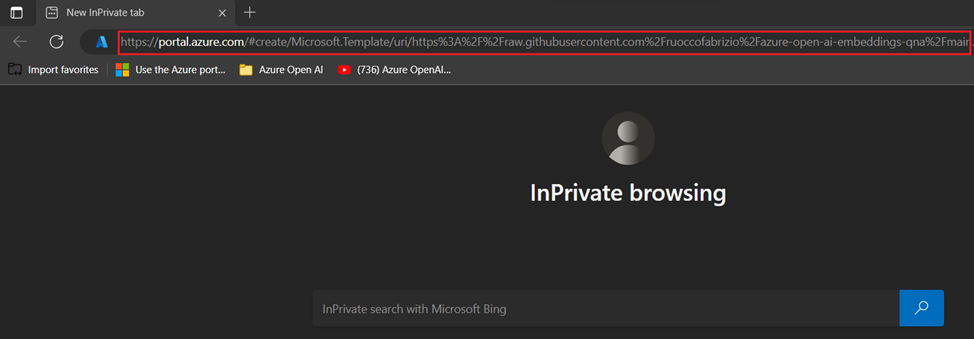 New InPrivate tab
https://portal.azure.com/#create/Microsoft.Template/uri/https%3A%2F%2Fraw.githubusercontent.com%2Fruoccofabrizio%2Fazure-open-ai-embeddings-qna%2Fmain
Import favorites Use the Azure port... Azure Open AI (736) Azure OpenAI...
InPrivate browsing
InPrivate search with Microsoft Bing